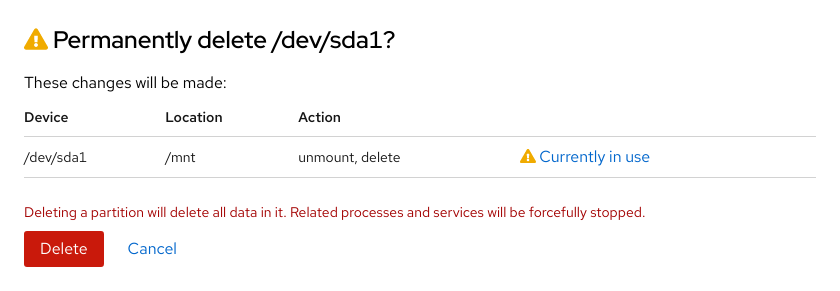 Permanently delete /dev/sda1?
These changes will be made:
Device Location Action
/dev/sda1 /mnt unmount, delete Currently in use
Deleting a partition will delete all data in it. Related processes and services will be forcefully stopped.
Delete Cancel